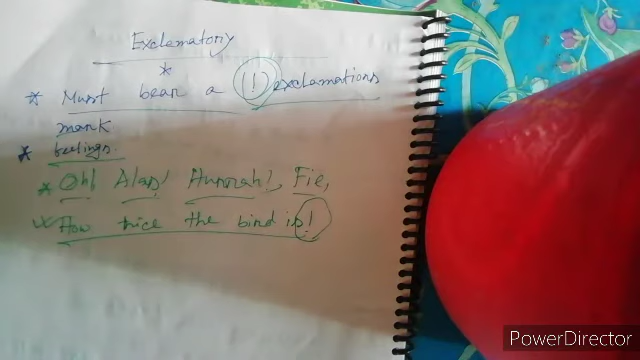 Exclamatory
*
* Must bear a (!) exclamations
mark
* feelings.
* Oh! Alas! Hurrah!, Fie,
* How nice the bird is!
PowerDirector